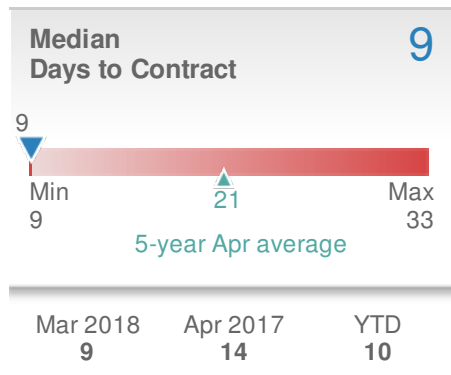 Median
Days to Contract
9
9
Min
9
21
Max
33
5-year Apr average
Mar 2018 Apr 2017 YTD
9 14 10